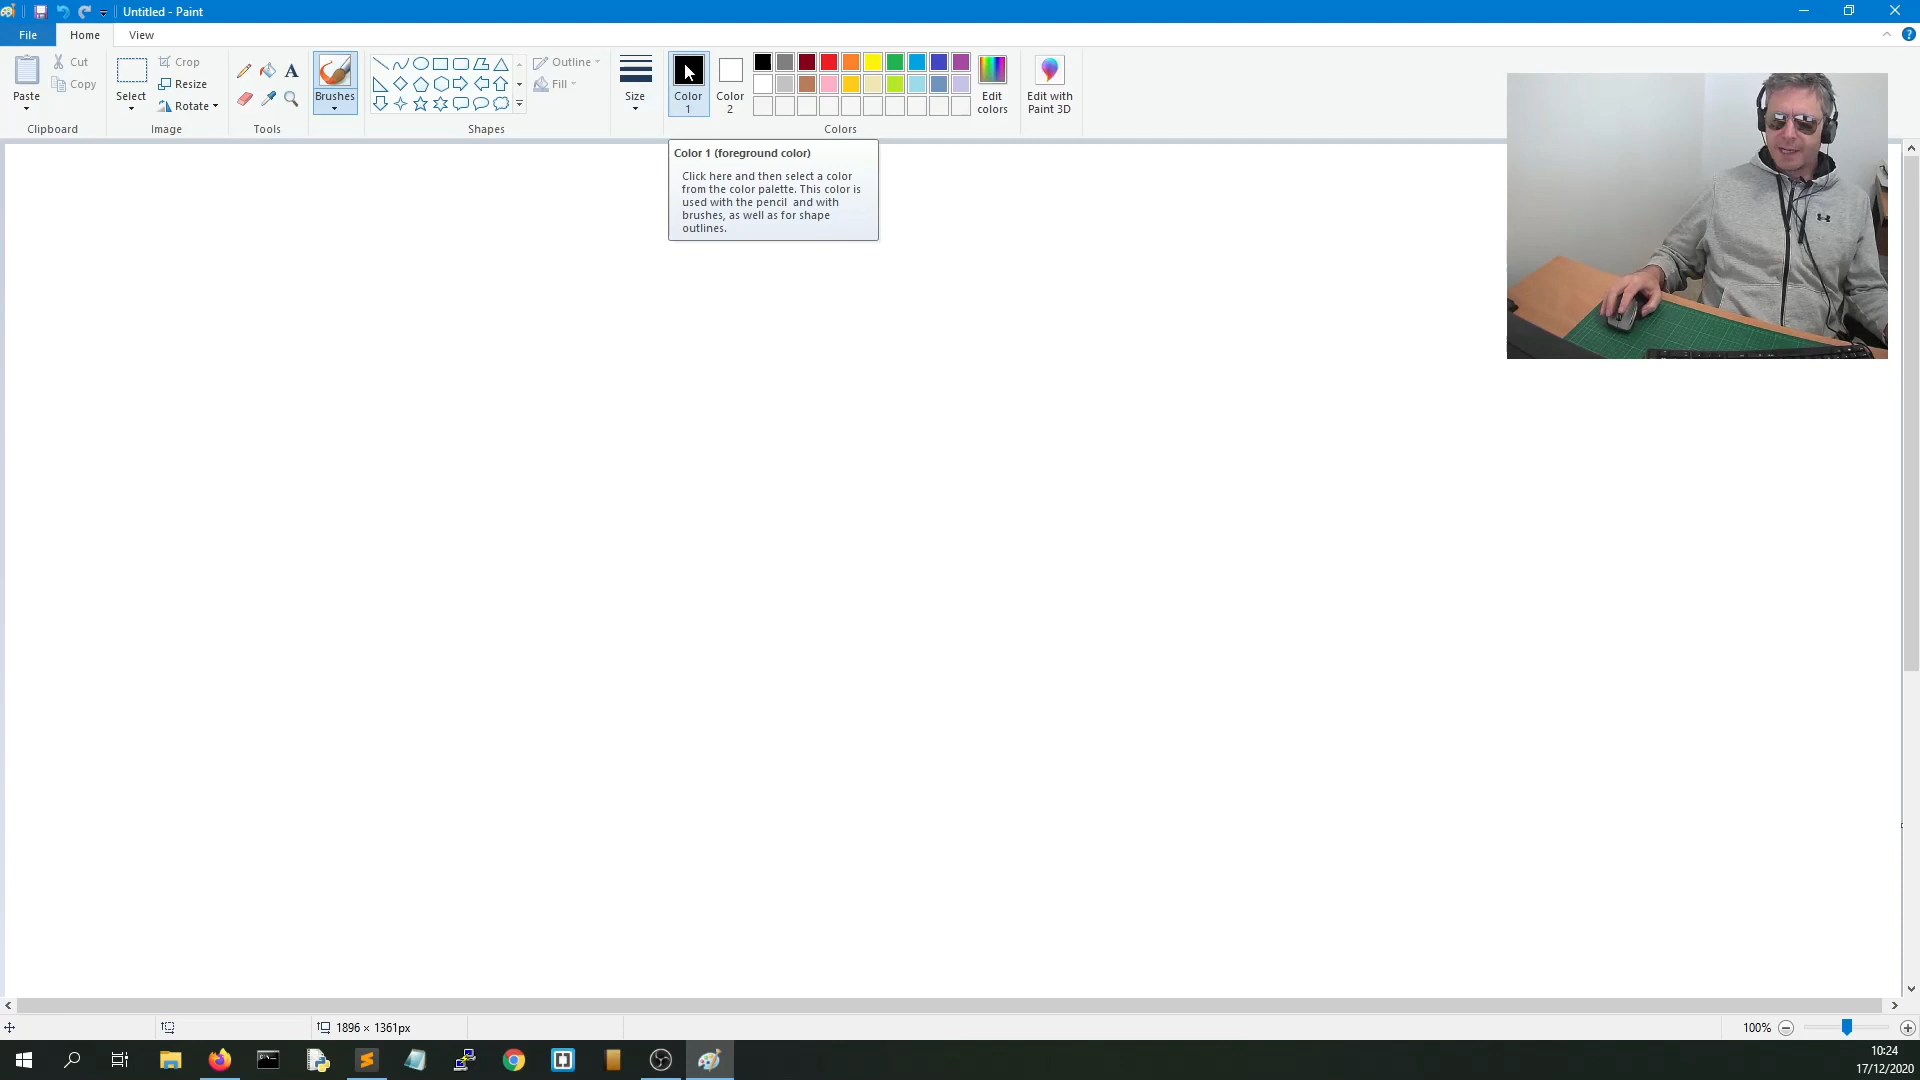 Untitled - Paint
File Home View
Paste
Cut
Copy
Clipboard
Select
Crop
Resize
Rotate
Image
A
Tools
Brushes
Shapes
Outline
Fill
Size
Color
1
Color
2
Edit
colors
Colors
Edit with
Paint 3D
Color 1 (foreground color)
Click here and then select a color
from the color palette. This color is
used with the pencil and with
brushes, as well as for shape
outlines.
1896 × 1361px
100%
10:24
17/12/2020